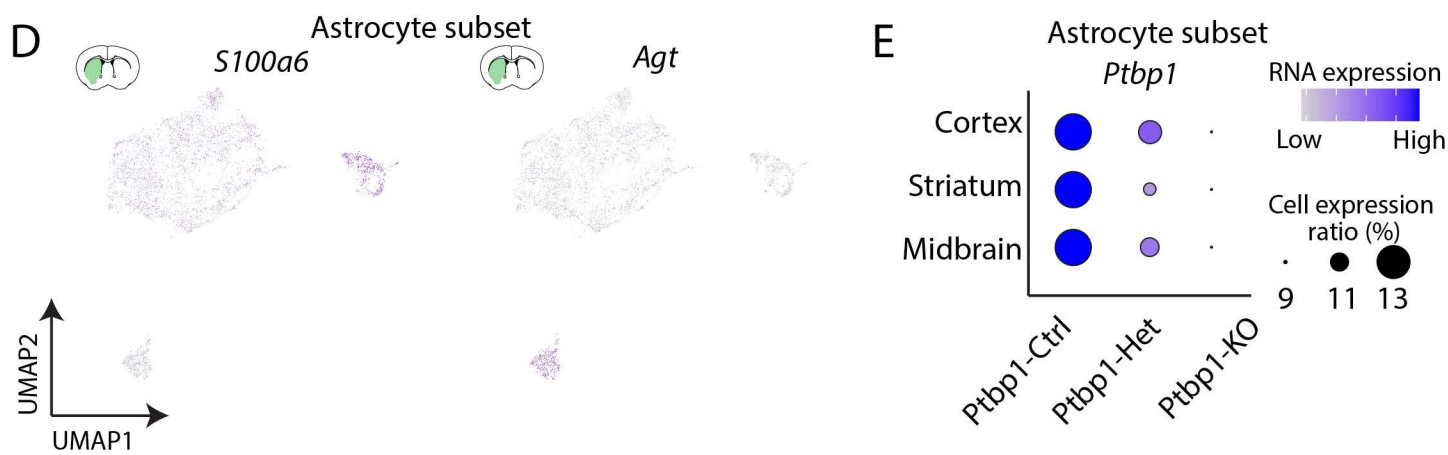 D
Astrocyte subset
S100a6
Agt
UMAP2
UMAP1
E
Astrocyte subset
Ptbp1
Cortex
Striatum
Midbrain
Ptbp1-Ctrl
Ptbp1-Het
Ptbp1-KO
RNA expression
Low High
Cell expression
ratio (%)
9 11 13